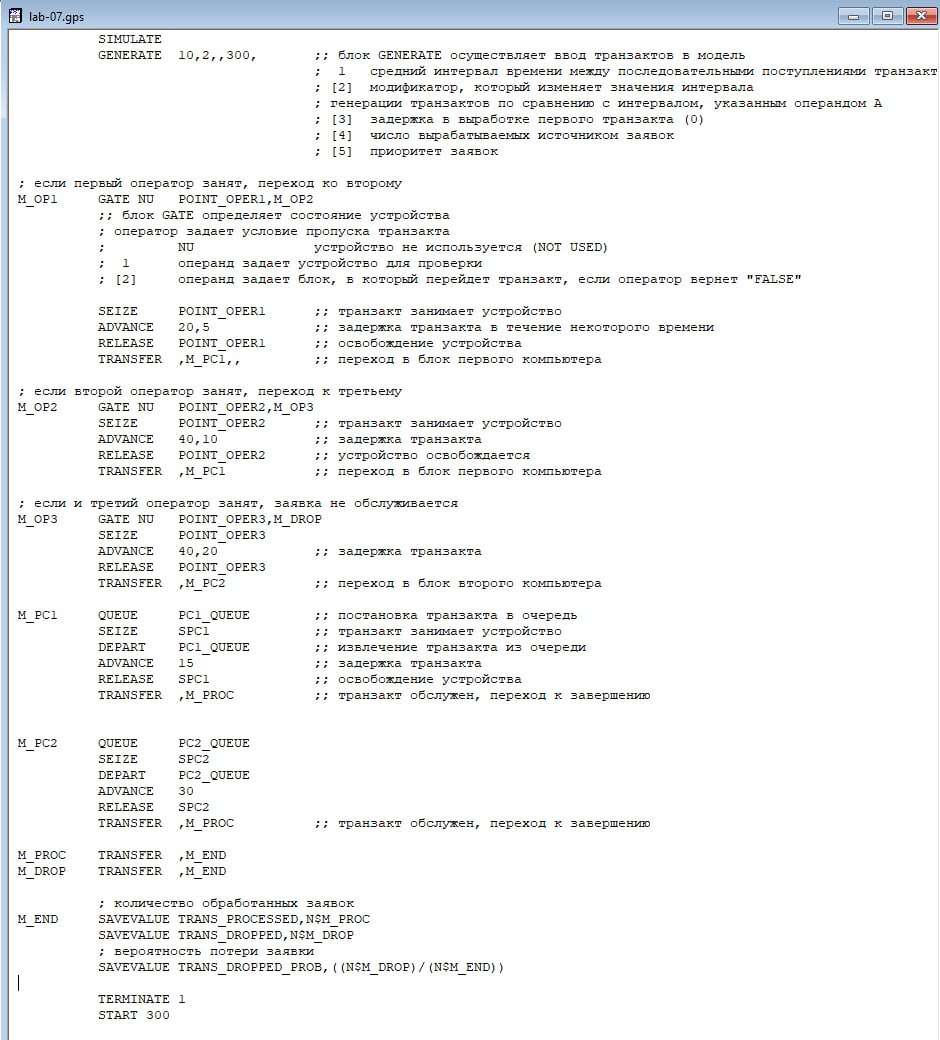 lab-07.gps
SIMULATE
GENERATE 10,2,,300, ;; блок GENERATE осуществляет ввод транзактов в модель
; 1 средний интервал времени между последовательными поступлениями транзакт
; [2] модификатор, который изменяет значения интервала
; генерации транзактов по сравнению с интервалом, указанным операндом А
; [3] задержка в выработке первого транзакта (0)
; [4] число вырабатываемых источником заявок
; [5] приоритет заявок
; если первый оператор занят, переход ко второму
M_OP1 GATE NU POINT_OPER1,M_OP2
;; блок GATE определяет состояние устройства
; оператор задает условие пропуска транзакта
; NU устройство не используется (NOT USED)
; 1 операнд задает устройство для проверки
; [2] операнд задает блок, в который перейдет транзакт, если оператор вернет "FALSE"
SEIZE POINT_OPER1 ;; транзакт занимает устройство
ADVANCE 20,5 ;; задержка транзакта в течение некоторого времени
RELEASE POINT_OPER1 ;; освобождение устройства
TRANSFER ,M_PC1,, ;; переход в блок первого компьютера
; если второй оператор занят, переход к третьему
M_OP2 GATE NU POINT_OPER2,M_OP3
SEIZE POINT_OPER2 ;; транзакт занимает устройство
ADVANCE 40,10 ;; задержка транзакта
RELEASE POINT_OPER2 ;; устройство освобождается
TRANSFER ,M_PC1 ;; переход в блок первого компьютера
; если и третий оператор занят, заявка не обслуживается
M_OP3 GATE NU POINT_OPER3,M_DROP
SEIZE POINT_OPER3
ADVANCE 40,20 ;; задержка транзакта
RELEASE POINT_OPER3
TRANSFER ,M_PC2 ;; переход в блок второго компьютера
M_PC1 QUEUE PC1_QUEUE ;; постановка транзакта в очередь
SEIZE SPC1 ;; транзакт занимает устройство
DEPART PC1_QUEUE ;; извлечение транзакта из очереди
ADVANCE 15 ;; задержка транзакта
RELEASE SPC1 ;; освобождение устройства
TRANSFER ,M_PROC ;; транзакт обслужен, переход к завершению
M_PC2 QUEUE PC2_QUEUE
SEIZE SPC2
DEPART PC2_QUEUE
ADVANCE 30
RELEASE SPC2
TRANSFER ,M_PROC ;; транзакт обслужен, переход к завершению
M_PROC TRANSFER ,M_END
M_DROP TRANSFER ,M_END
; количество обработанных заявок
M_END SAVEVALUE TRANS_PROCESSED,N$M_PROC
SAVEVALUE TRANS_DROPPED,N$M_DROP
; вероятность потери заявки
SAVEVALUE TRANS_DROPPED_PROB,((N$M_DROP)/(N$M_END))
TERMINATE 1
START 300